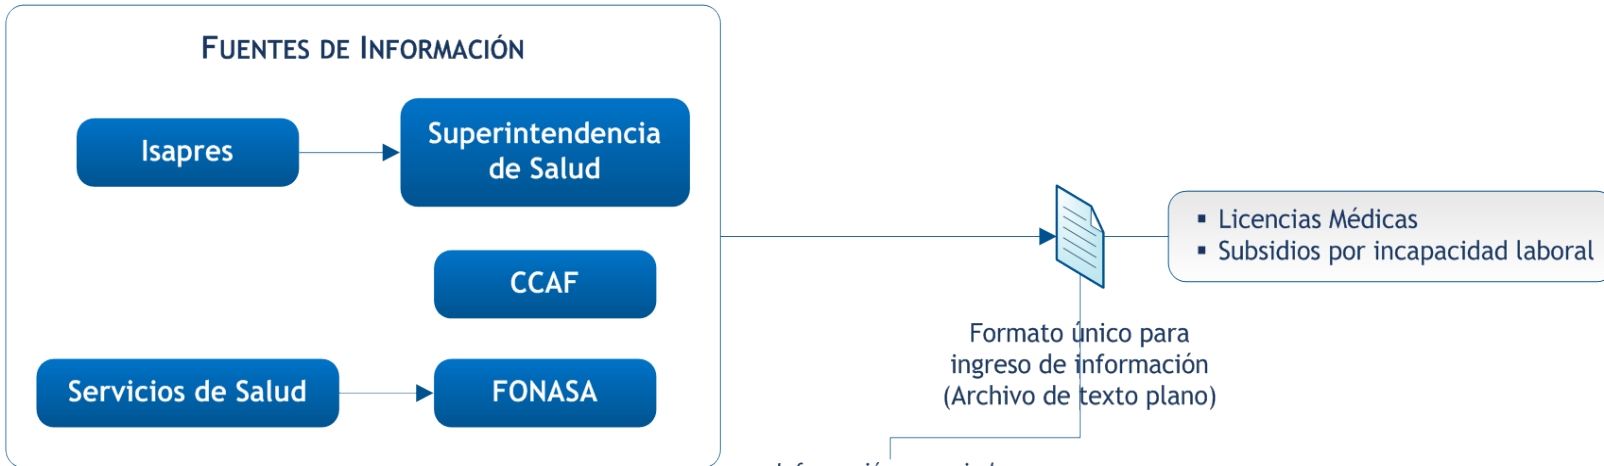 FUENTES DE INFORMACIÓN
Isapres
Superintendencia
de Salud
CCAF
Servicios de Salud
FONASA
▪ Licencias Médicas
▪ Subsidios por incapacidad laboral
Formato único para
ingreso de información
(Archivo de texto plano)
Información